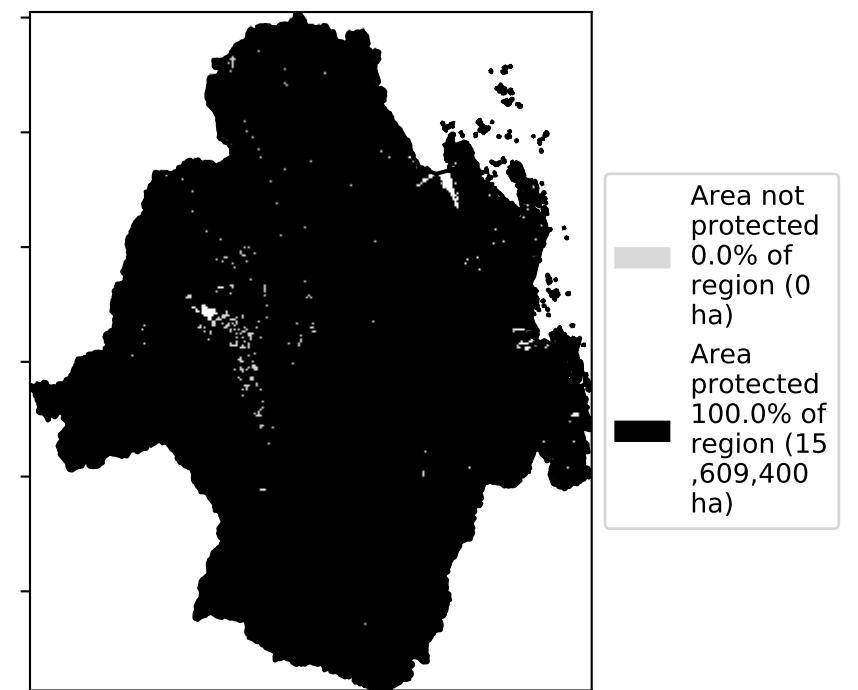 Area not
protected
0.0% of
region (0
ha)
Area
protected
100.0% of
region (15
,609,400
ha)